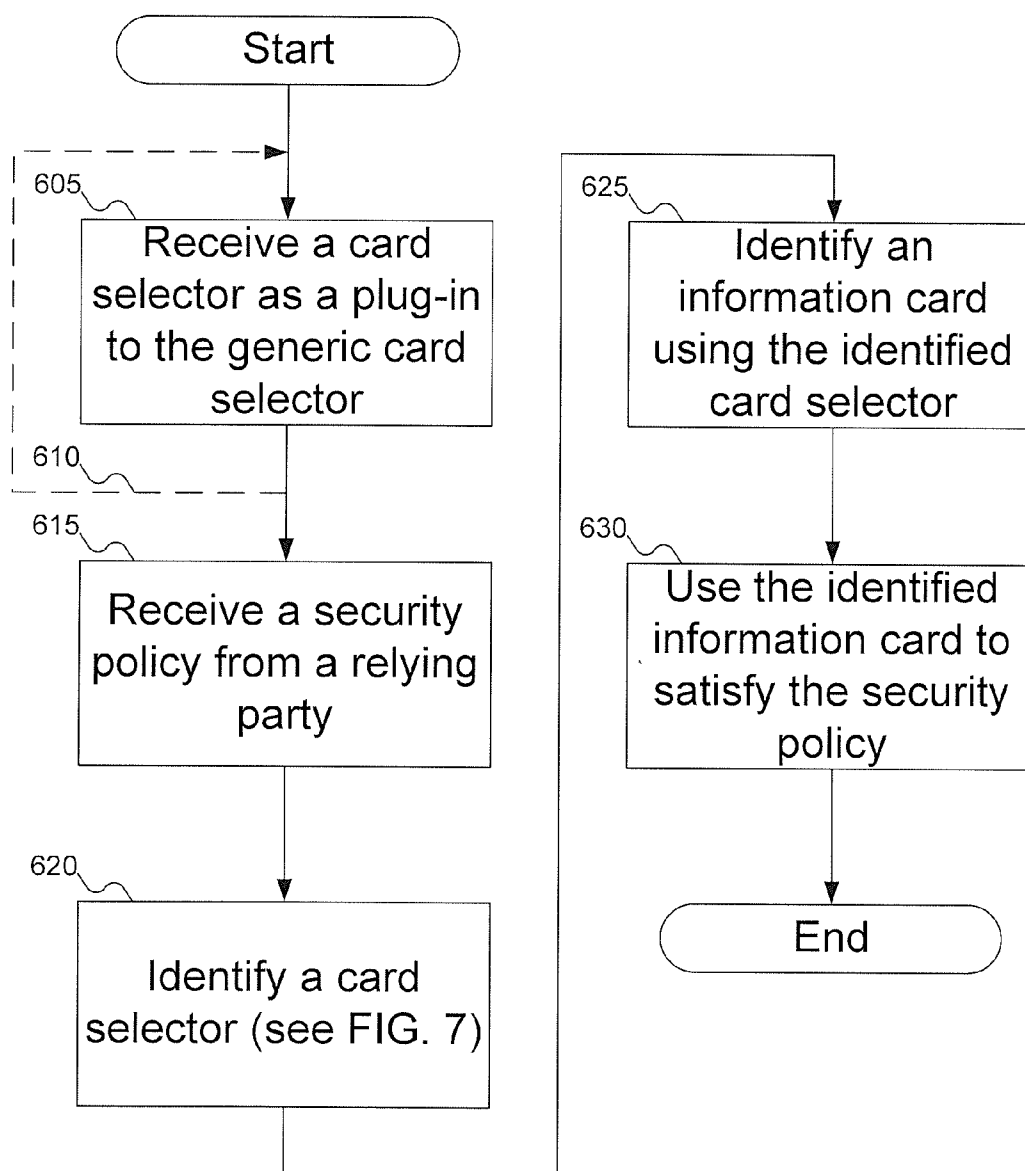 Start
605
Receive a card
selector as a plug-in
to the generic card
selector
610
615
Receive a security
policy from a relying
party
620
Identify a card
selector (see FIG. 7)
625
Identify an
information card
using the identified
card selector
630
Use the identified
information card to
satisfy the security
policy
End